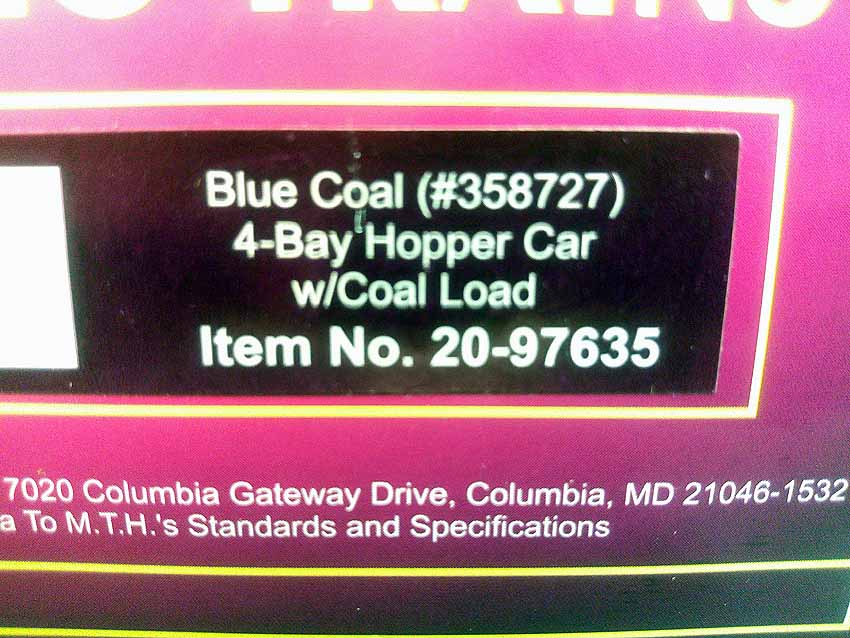 TRAINS
Blue Coal (#358727)
4-Bay Hopper Car
w/Coal Load
Item No. 20-97635
7020 Columbia Gateway Drive, Columbia, MD 21046-1532
a To M.T.H.'s Standards and Specifications